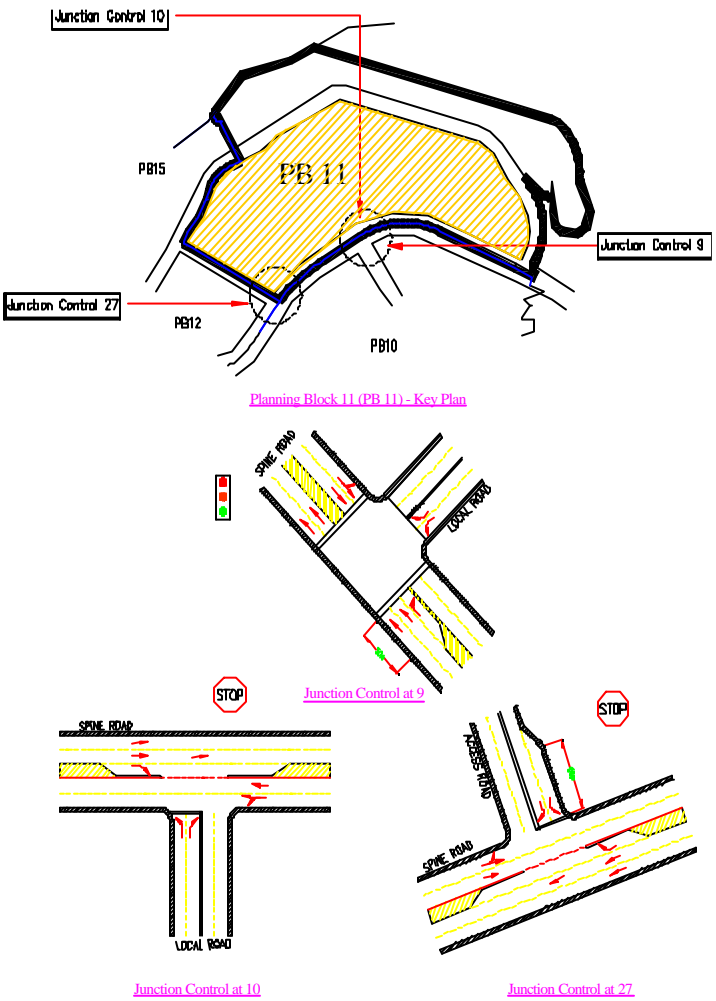 Junction Control 10
PB15
PB 11
Junction Control 9
Junction Control 27
PB12
PB10
Planning Block 11 (PB 11) - Key Plan
SPINE ROAD
LOCAL ROAD
Junction Control at 9
STOP
SPINE ROAD
LOCAL ROAD
Junction Control at 10
STOP
ACCESS ROAD
SPINE ROAD
Junction Control at 27